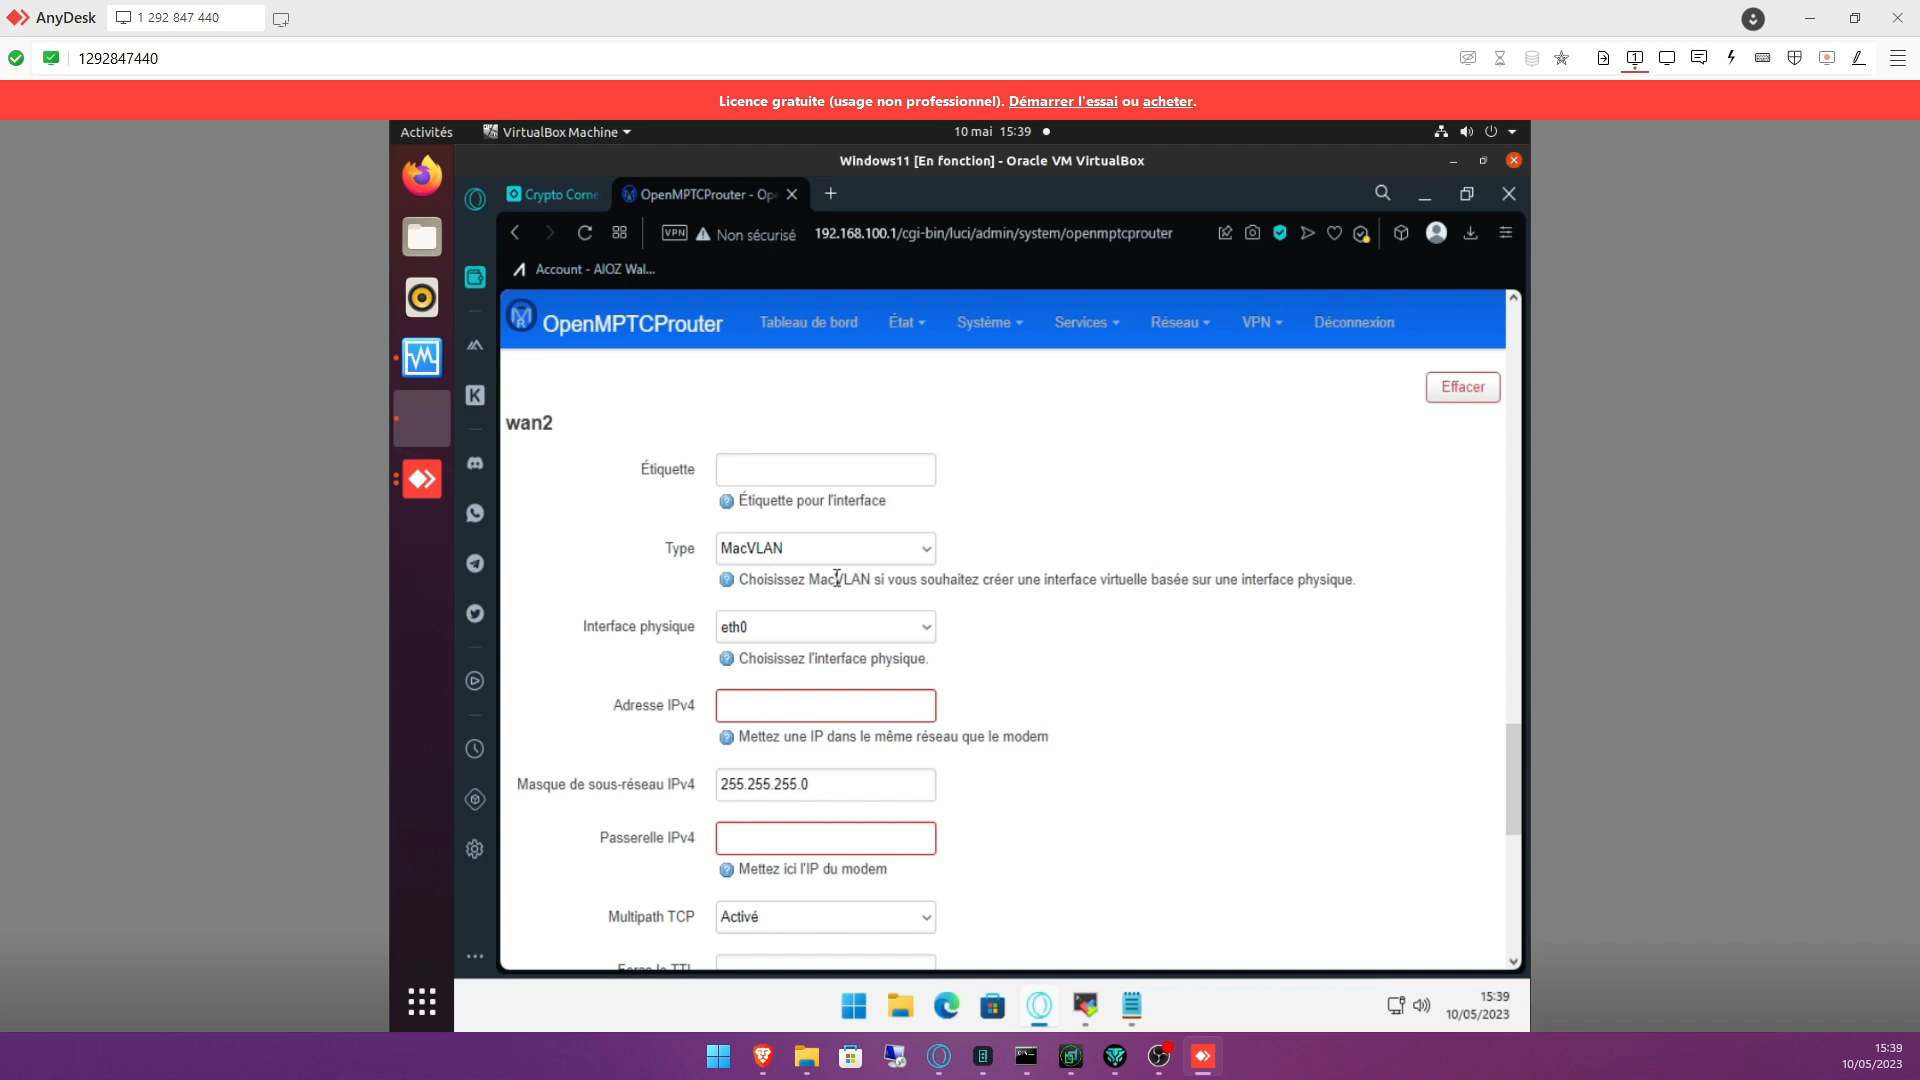 AnyDesk
1 292 847 440
1292847440
Licence gratuite (usage non professionnel). Démarrer l'essai ou acheter.
Activités
VirtualBox Machine
10 mai 15:39
Windows11 [En fonction] - Oracle VM VirtualBox
Crypto Corne
OpenMPTCProuter - Ope
VPN
Non sécurisé
192.168.100.1/cgi-bin/luci/admin/system/openmptcprouter
Account - AIOZ Wal...
OpenMPTCProuter
Tableau de bord
État
Système
Services
Réseau
VPN
Déconnexion
Effacer
wan2
Étiquette
Étiquette pour l'interface
Type
MacVLAN
Choisissez MacVLAN si vous souhaitez créer une interface virtuelle basée sur une interface physique.
Interface physique
eth0
Choisissez l'interface physique.
Adresse IPv4
Mettez une IP dans le même réseau que le modem
Masque de sous-réseau IPv4
255.255.255.0
Passerelle IPv4
Mettez ici l'IP du modem
Multipath TCP
Activé
15:39
10/05/2023
15:39
10/05/2023